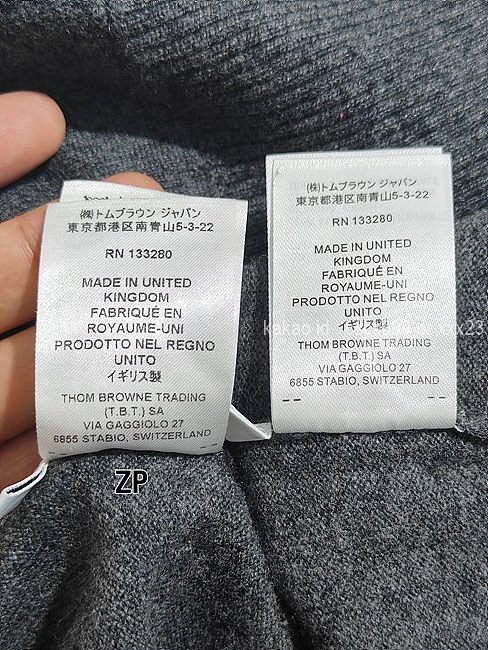 (株)トムブラウン ジャパン
東京都港区南青山5-3-22
RN 133280
MADE IN UNITED
KINGDOM
FABRIQUÉ EN
ROYAUME-UNI
PRODOTTO NEL REGNO
UNITO
イギリス製
THOM BROWNE TRADING
(T.B.T.) SA
VIA GAGGIOLO 27
6855 STABIO, SWITZERLAND
ZP
(株)トムブラウン ジャパン
東京都港区南青山5-3-22
RN 133280
MADE IN UNITED
KINGDOM
FABRIQUÉ EN
ROYAUME-UNI
PRODOTTO NEL REGNO
UNITO
イギリス製
THOM BROWNE TRADING
(T.B.T.) SA
VIA GAGGIOLO 27
6855 STABIO, SWITZERLAND
kakao id